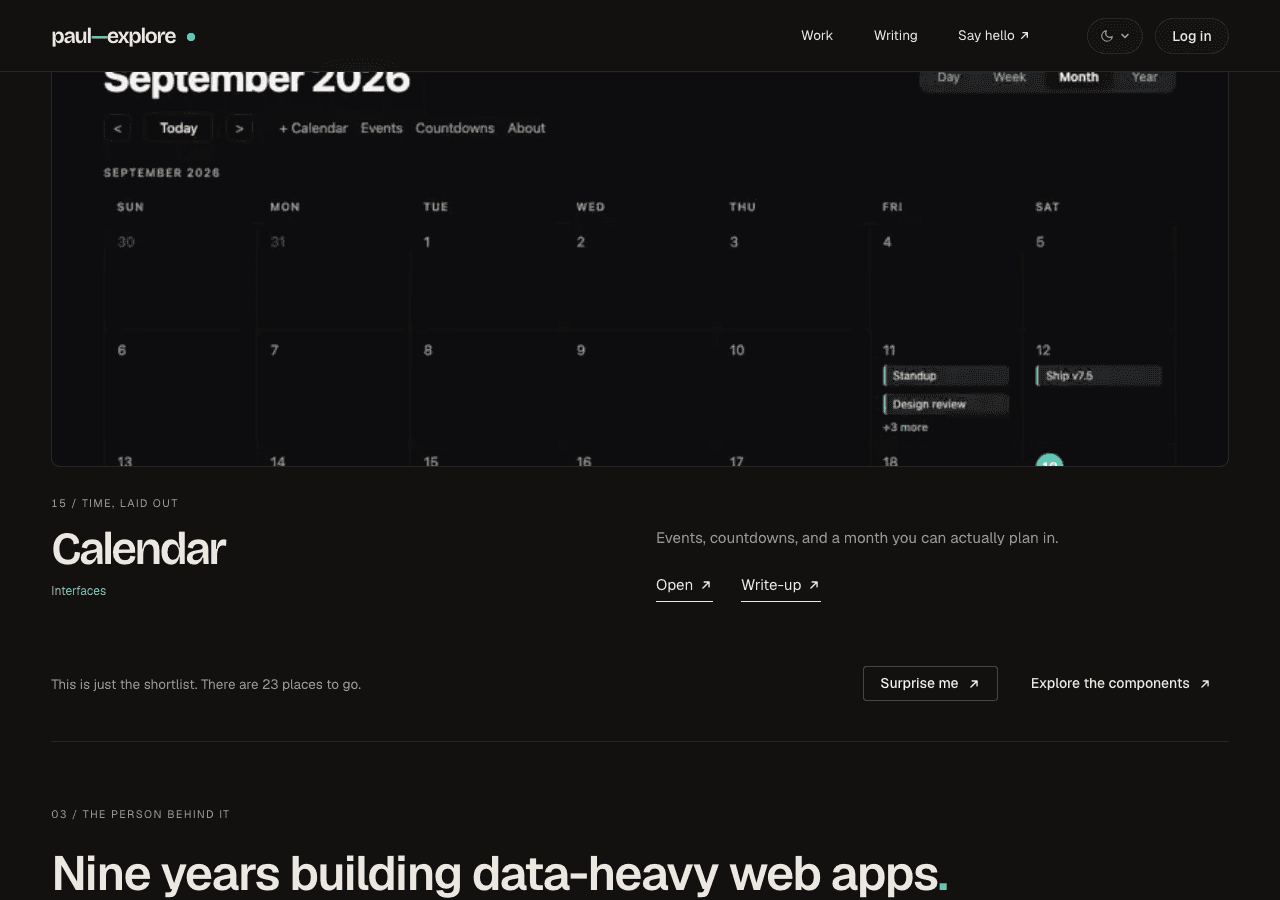 paul—explore
Work Writing Say hello ↗ Log in
September 2026
Day Week Month Year
< Today > + Calendar Events Countdowns About
SEPTEMBER 2026
SUN MON TUE WED THU FRI SAT
30 31 1 2 3 4 5
6 7 8 9 10 11 12
Standup Ship v7.5
Design review
+3 more
13 14 15 16 17 18
15 / TIME, LAID OUT
Calendar
Events, countdowns, and a month you can actually plan in.
Interfaces
Open ↗ Write-up ↗
This is just the shortlist. There are 23 places to go.
Surprise me ↗ Explore the components ↗
03 / THE PERSON BEHIND IT
Nine years building data-heavy web apps.